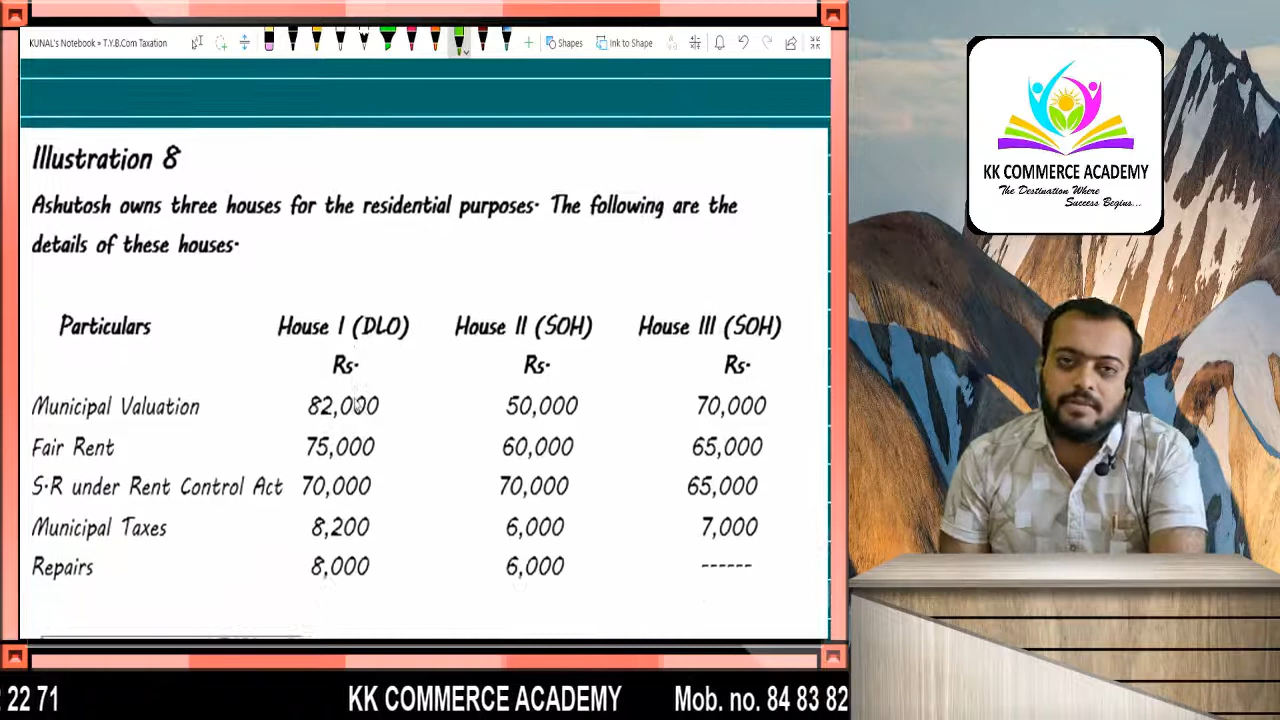 KUNAL's Notebook » T.Y.B.Com Taxation
Shapes
Ink to Shape
Illustration 8
Ashutosh owns three houses for the residential purposes. The following are the
details of these houses.
Particulars House I (DLO) House II (SOH) House III (SOH)
Rs. Rs. Rs.
Municipal Valuation 82,000 50,000 70,000
Fair Rent 75,000 60,000 65,000
S.R under Rent Control Act 70,000 70,000 65,000
Municipal Taxes 8,200 6,000 7,000
Repairs 8,000 6,000 ------
KK COMMERCE ACADEMY
The Destination Where
Success Begins...
22 71 KK COMMERCE ACADEMY Mob. no. 84 83 82